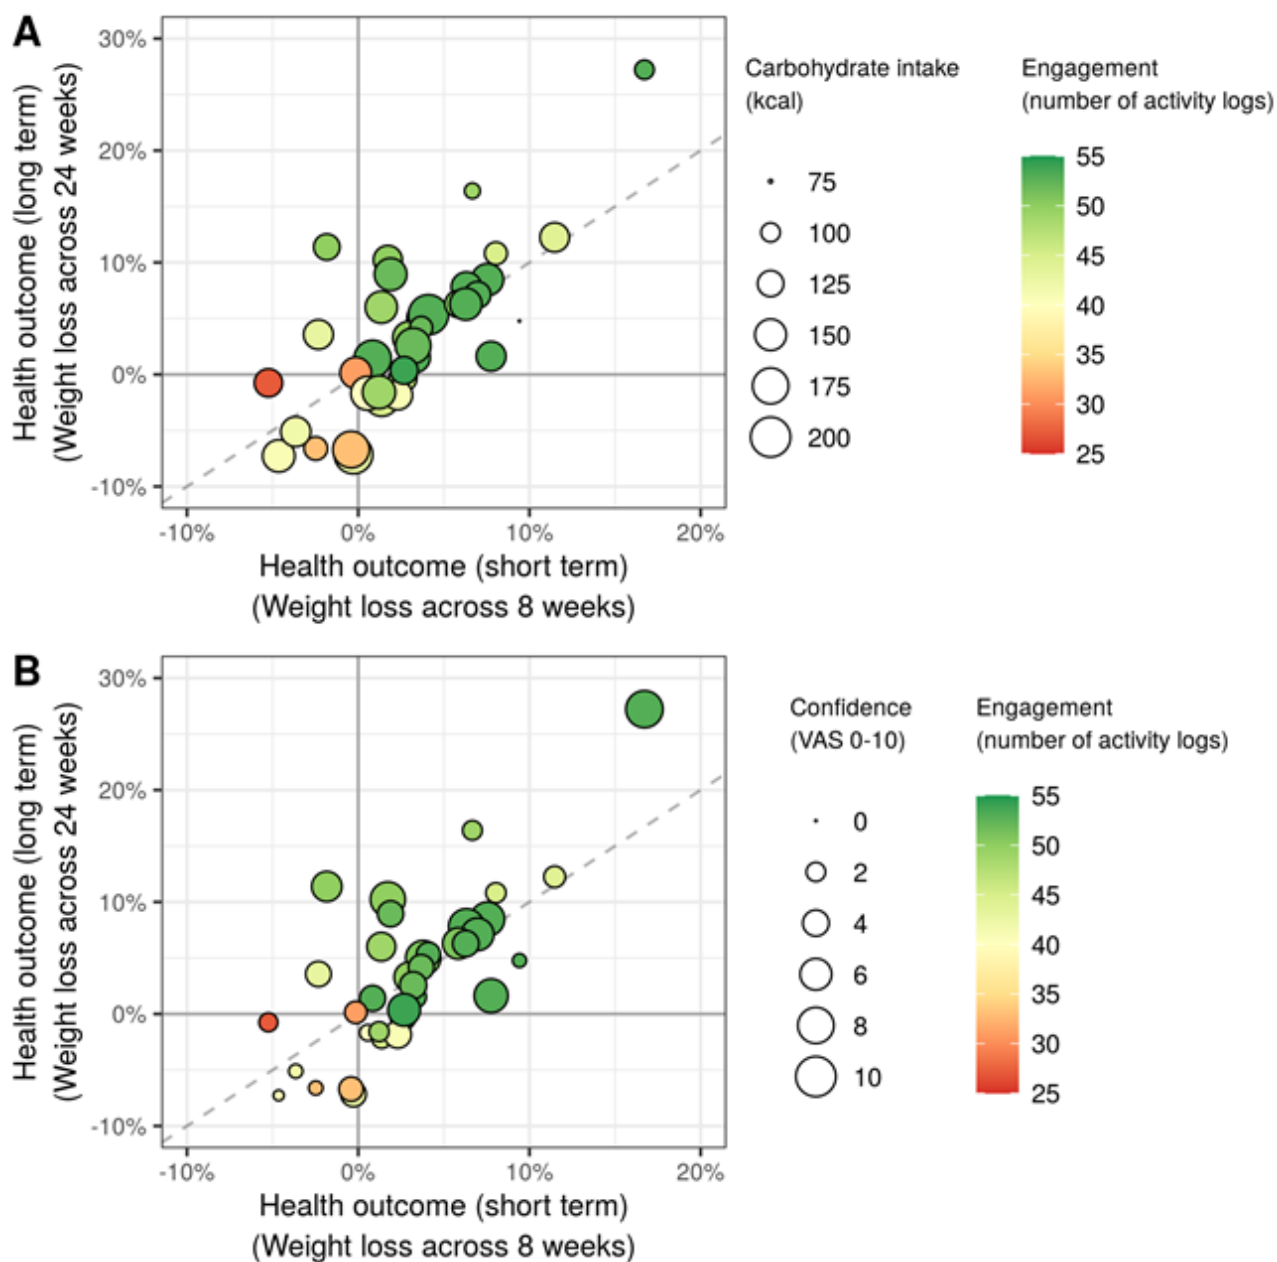 A
Health outcome (long term)
(Weight loss across 24 weeks)
30%
20%
10%
0%
-10%
-10%
0%
10%
20%
Health outcome (short term)
(Weight loss across 8 weeks)
Carbohydrate intake
(kcal)
75
100
125
150
175
200
Engagement
(number of activity logs)
55
50
45
40
35
30
25
B
Health outcome (long term)
(Weight loss across 24 weeks)
30%
20%
10%
0%
-10%
-10%
0%
10%
20%
Health outcome (short term)
(Weight loss across 8 weeks)
Confidence
(VAS 0-10)
0
2
4
6
8
10
Engagement
(number of activity logs)
55
50
45
40
35
30
25